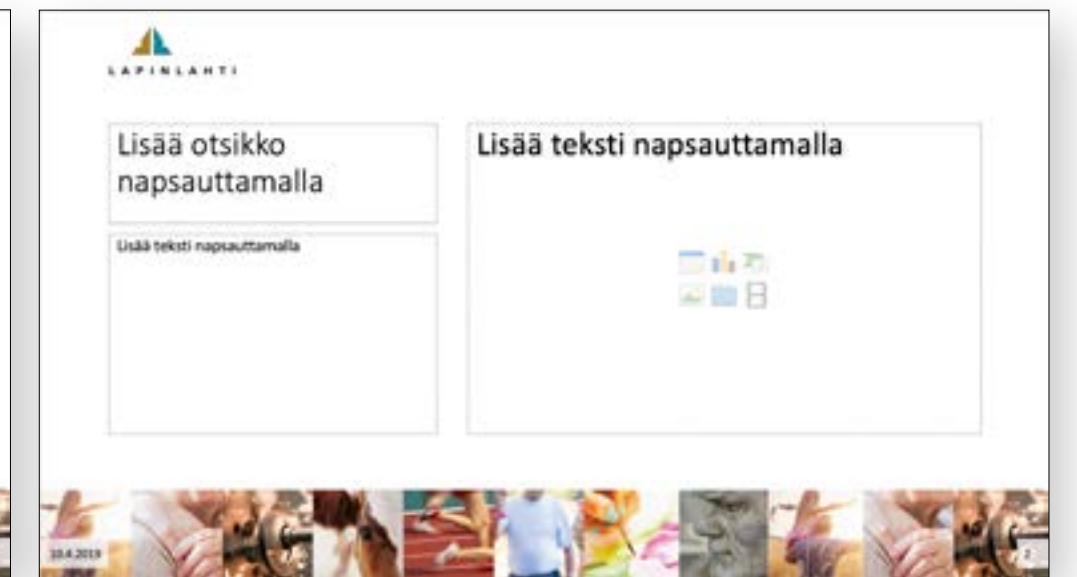 LAPINLAHTI
Lisää otsikko
napsauttamalla
Lisää teksti napsauttamalla
Lisää teksti napsauttamalla
10.4.2019
2